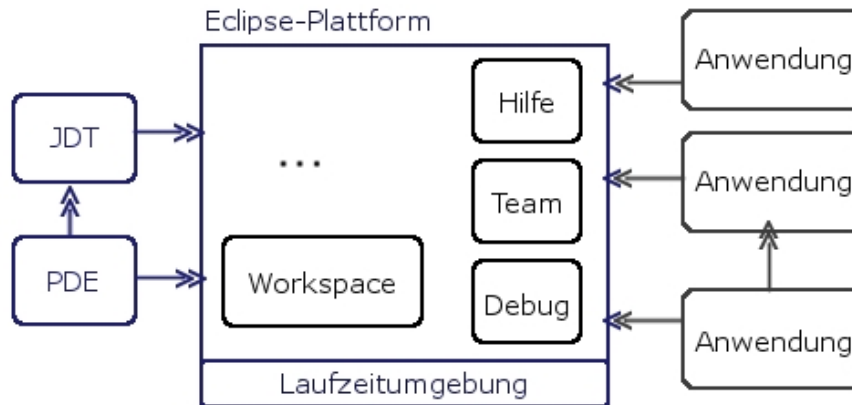 Eclipse-Plattform
JDT
PDE
...
Workspace
Hilfe
Team
Debug
Laufzeitumgebung
Anwendung
Anwendung
Anwendung